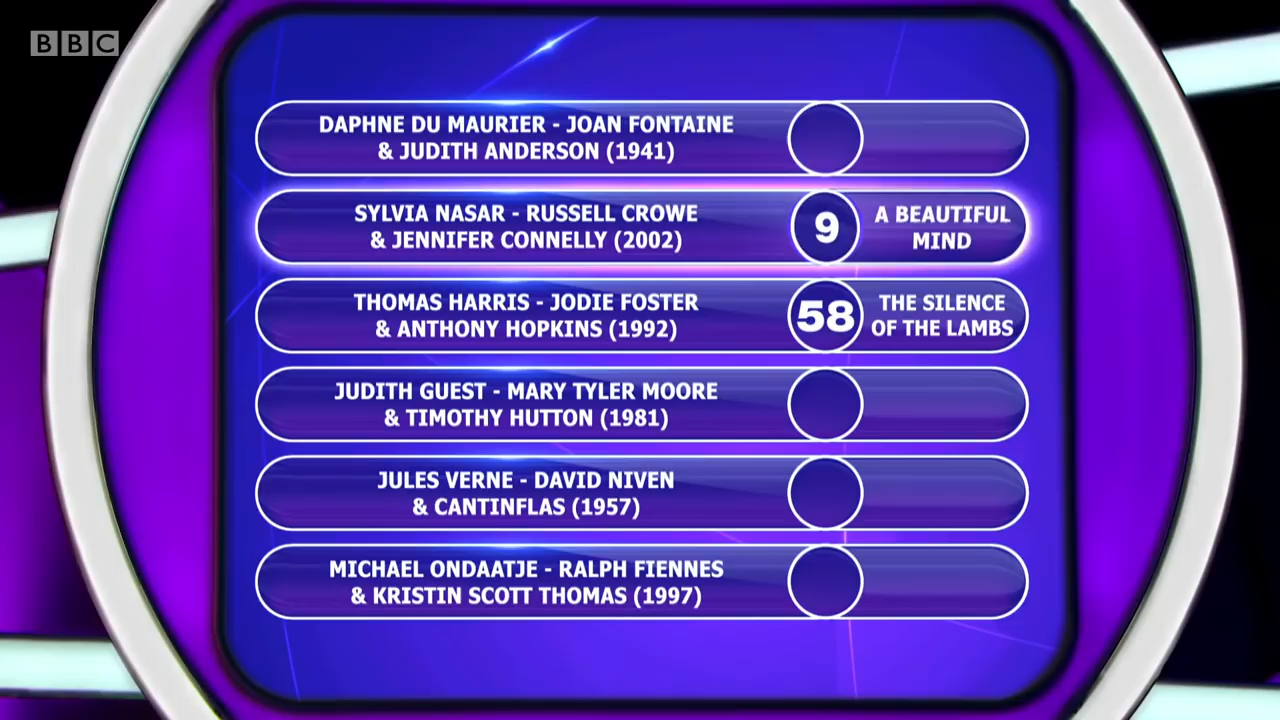 BBC
DAPHNE DU MAURIER - JOAN FONTAINE
& JUDITH ANDERSON (1941)
SYLVIA NASAR - RUSSELL CROWE
& JENNIFER CONNELLY (2002)
9
A BEAUTIFUL
MIND
THOMAS HARRIS - JODIE FOSTER
& ANTHONY HOPKINS (1992)
58
THE SILENCE
OF THE LAMBS
JUDITH GUEST - MARY TYLER MOORE
& TIMOTHY HUTTON (1981)
JULES VERNE - DAVID NIVEN
& CANTINFLAS (1957)
MICHAEL ONDAATJE - RALPH FIENNES
& KRISTIN SCOTT THOMAS (1997)